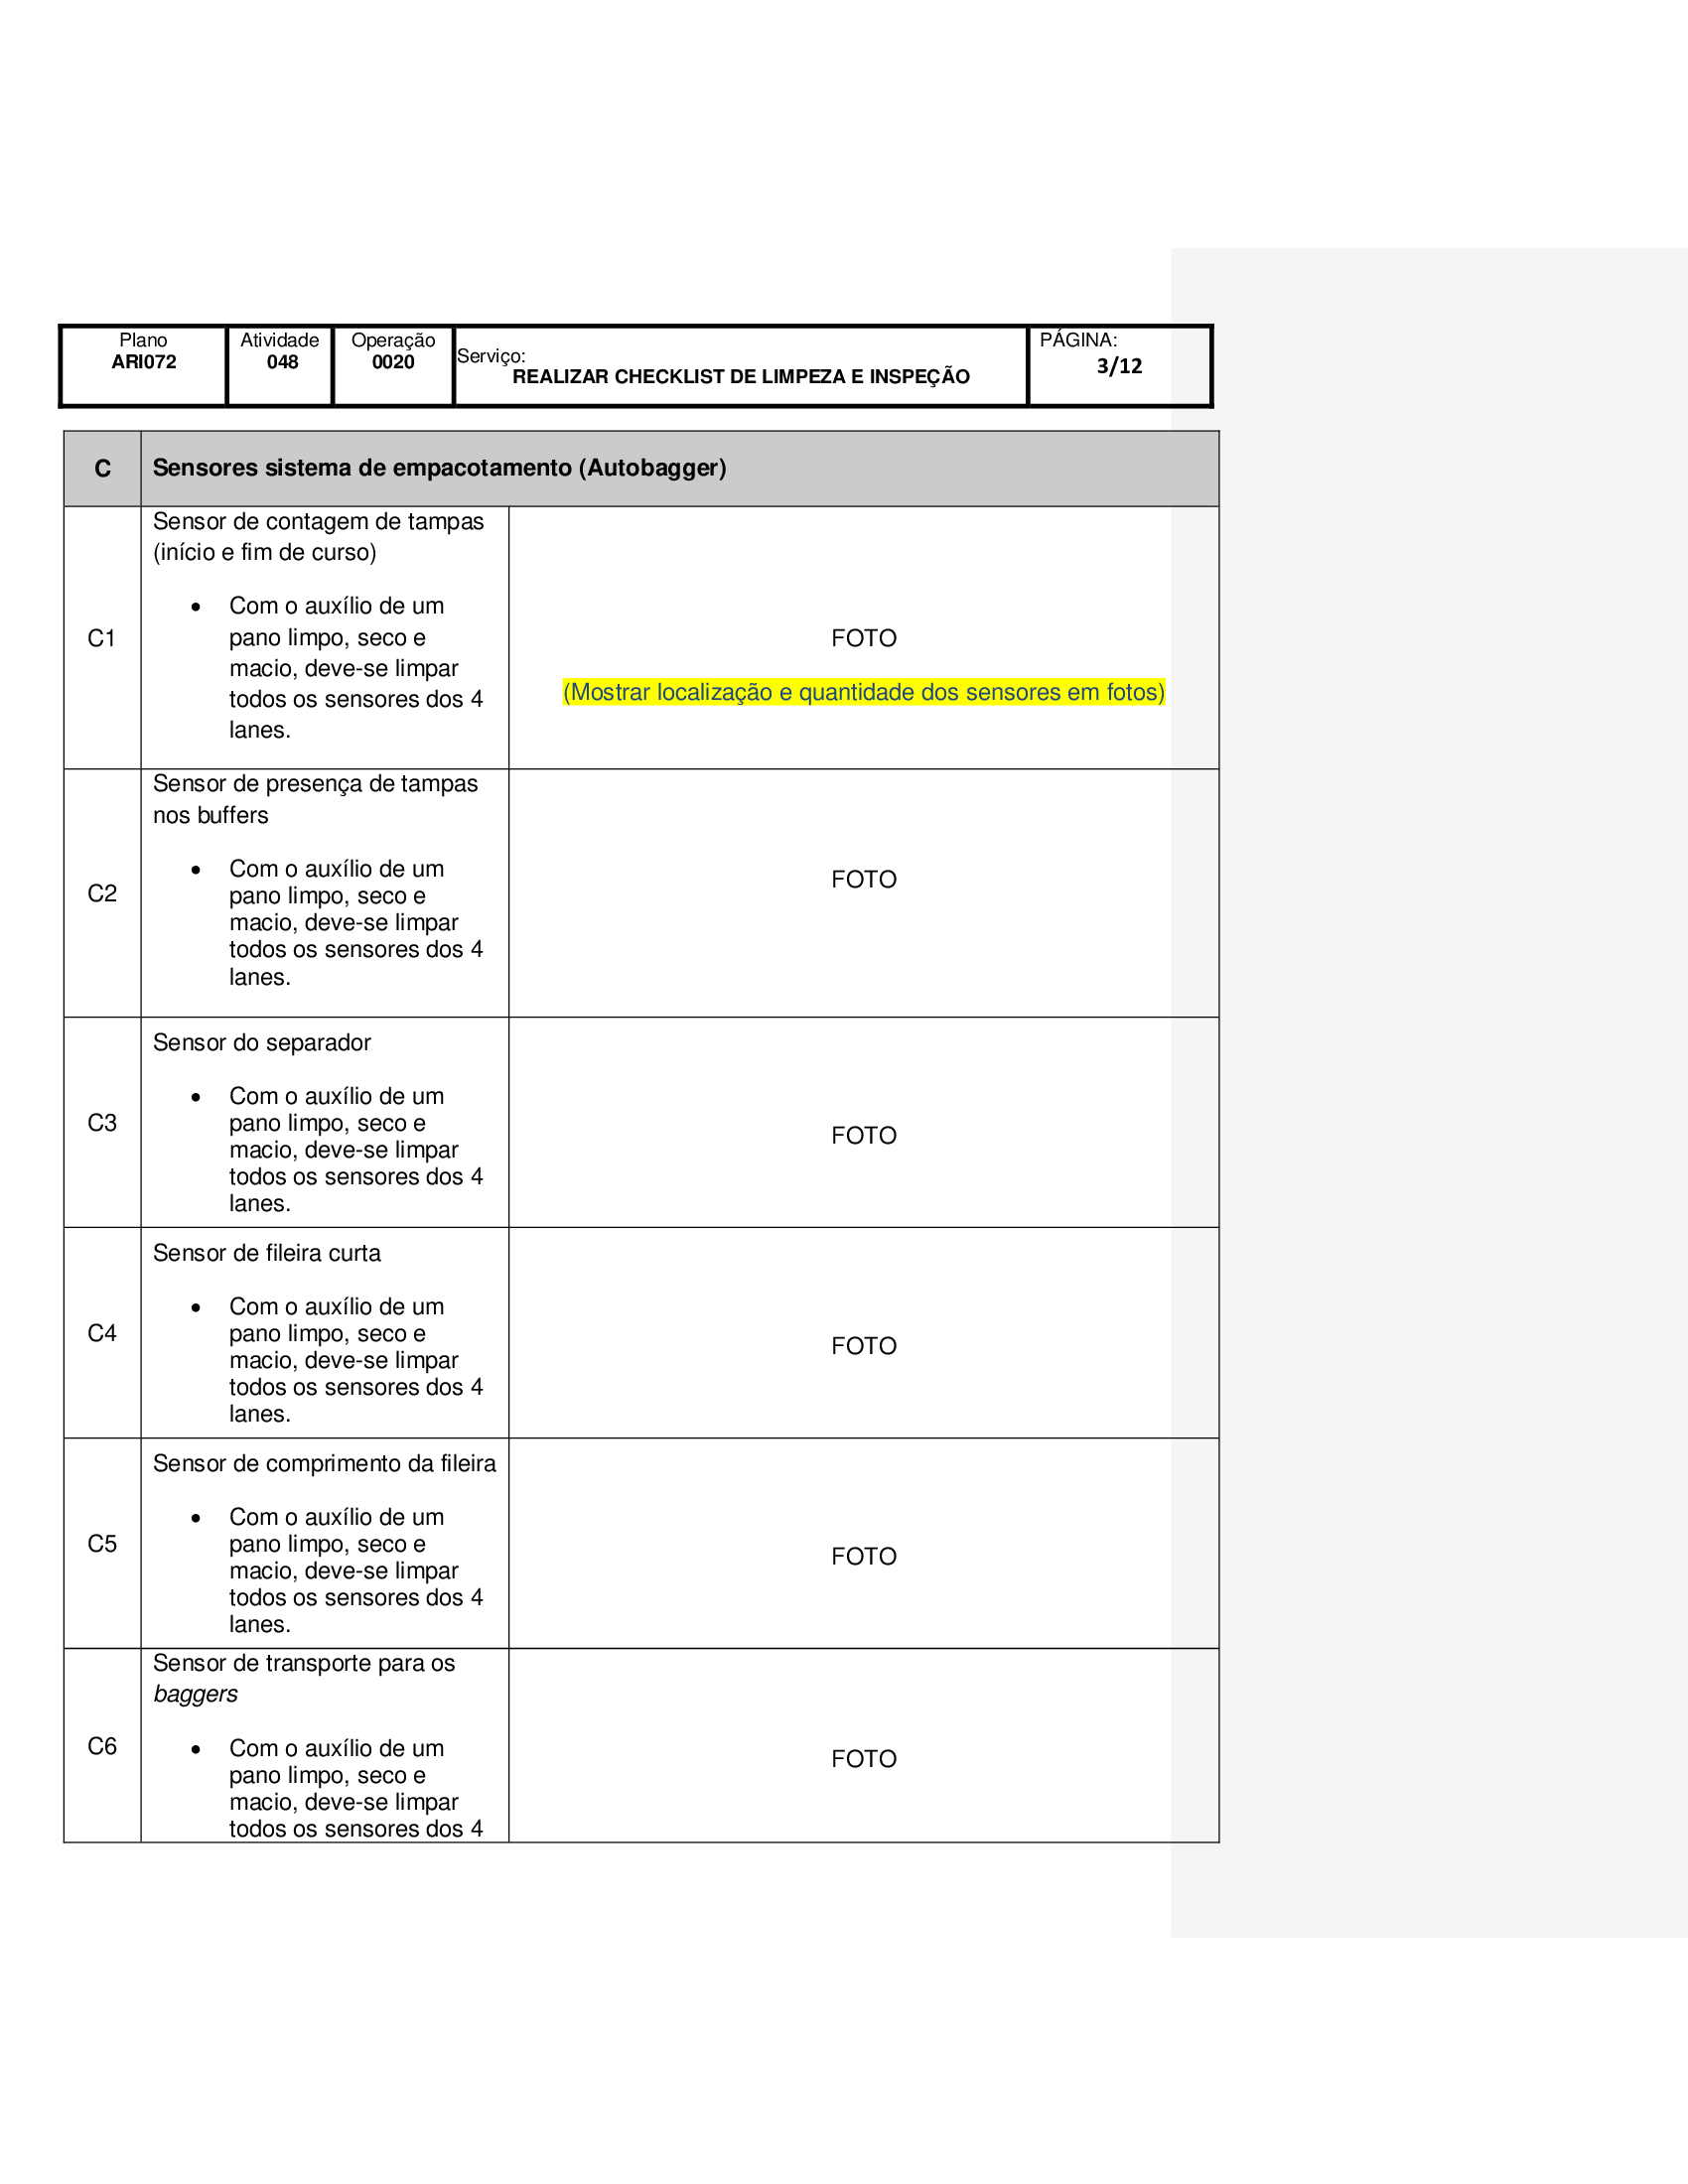 Plano
ARI072
Atividade
048
Operação
0020
Serviço:
REALIZAR CHECKLIST DE LIMPEZA E INSPEÇÃO
PÁGINA:
3/12
C
Sensores sistema de empacotamento (Autobagger)
C1
Sensor de contagem de tampas
(início e fim de curso)
• Com o auxílio de um
pano limpo, seco e
macio, deve-se limpar
todos os sensores dos 4
lanes.
FOTO
(Mostrar localização e quantidade dos sensores em fotos)
C2
Sensor de presença de tampas
nos buffers
• Com o auxílio de um
pano limpo, seco e
macio, deve-se limpar
todos os sensores dos 4
lanes.
FOTO
C3
Sensor do separador
• Com o auxílio de um
pano limpo, seco e
macio, deve-se limpar
todos os sensores dos 4
lanes.
FOTO
C4
Sensor de fileira curta
• Com o auxílio de um
pano limpo, seco e
macio, deve-se limpar
todos os sensores dos 4
lanes.
FOTO
C5
Sensor de comprimento da fileira
• Com o auxílio de um
pano limpo, seco e
macio, deve-se limpar
todos os sensores dos 4
lanes.
FOTO
C6
Sensor de transporte para os
baggers
• Com o auxílio de um
pano limpo, seco e
macio, deve-se limpar
todos os sensores dos 4
FOTO